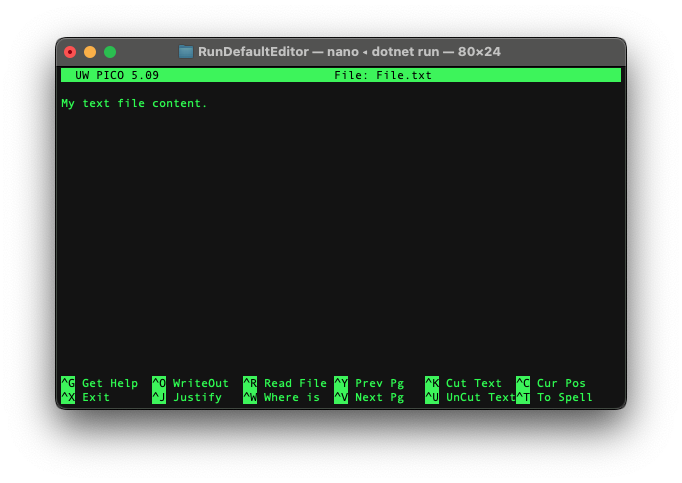 RunDefaultEditor — nano ◂ dotnet run — 80×24
UW PICO 5.09 File: File.txt
My text file content.
^G Get Help ^O WriteOut ^R Read File ^Y Prev Pg ^K Cut Text ^C Cur Pos
^X Exit ^J Justify ^W Where is ^V Next Pg ^U UnCut Text ^T To Spell